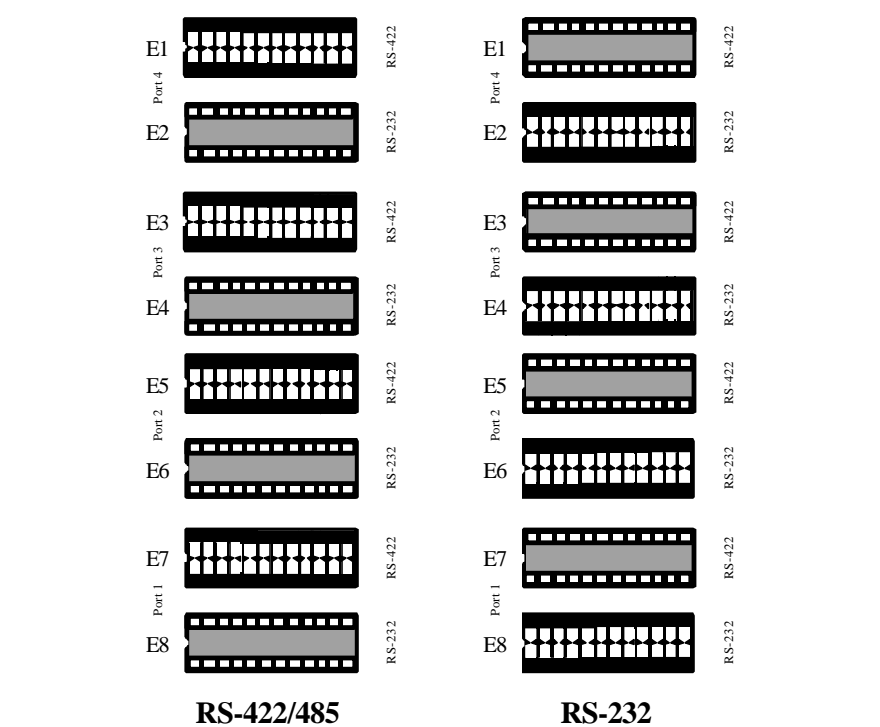 E1 RS-422
Port 4
E2 RS-232
E3 RS-422
Port 3
E4 RS-232
E5 RS-422
Port 2
E6 RS-232
E7 RS-422
Port 1
E8 RS-232
RS-422/485
E1 RS-422
Port 4
E2 RS-232
E3 RS-422
Port 3
E4 RS-232
E5 RS-422
Port 2
E6 RS-232
E7 RS-422
Port 1
E8 RS-232
RS-232